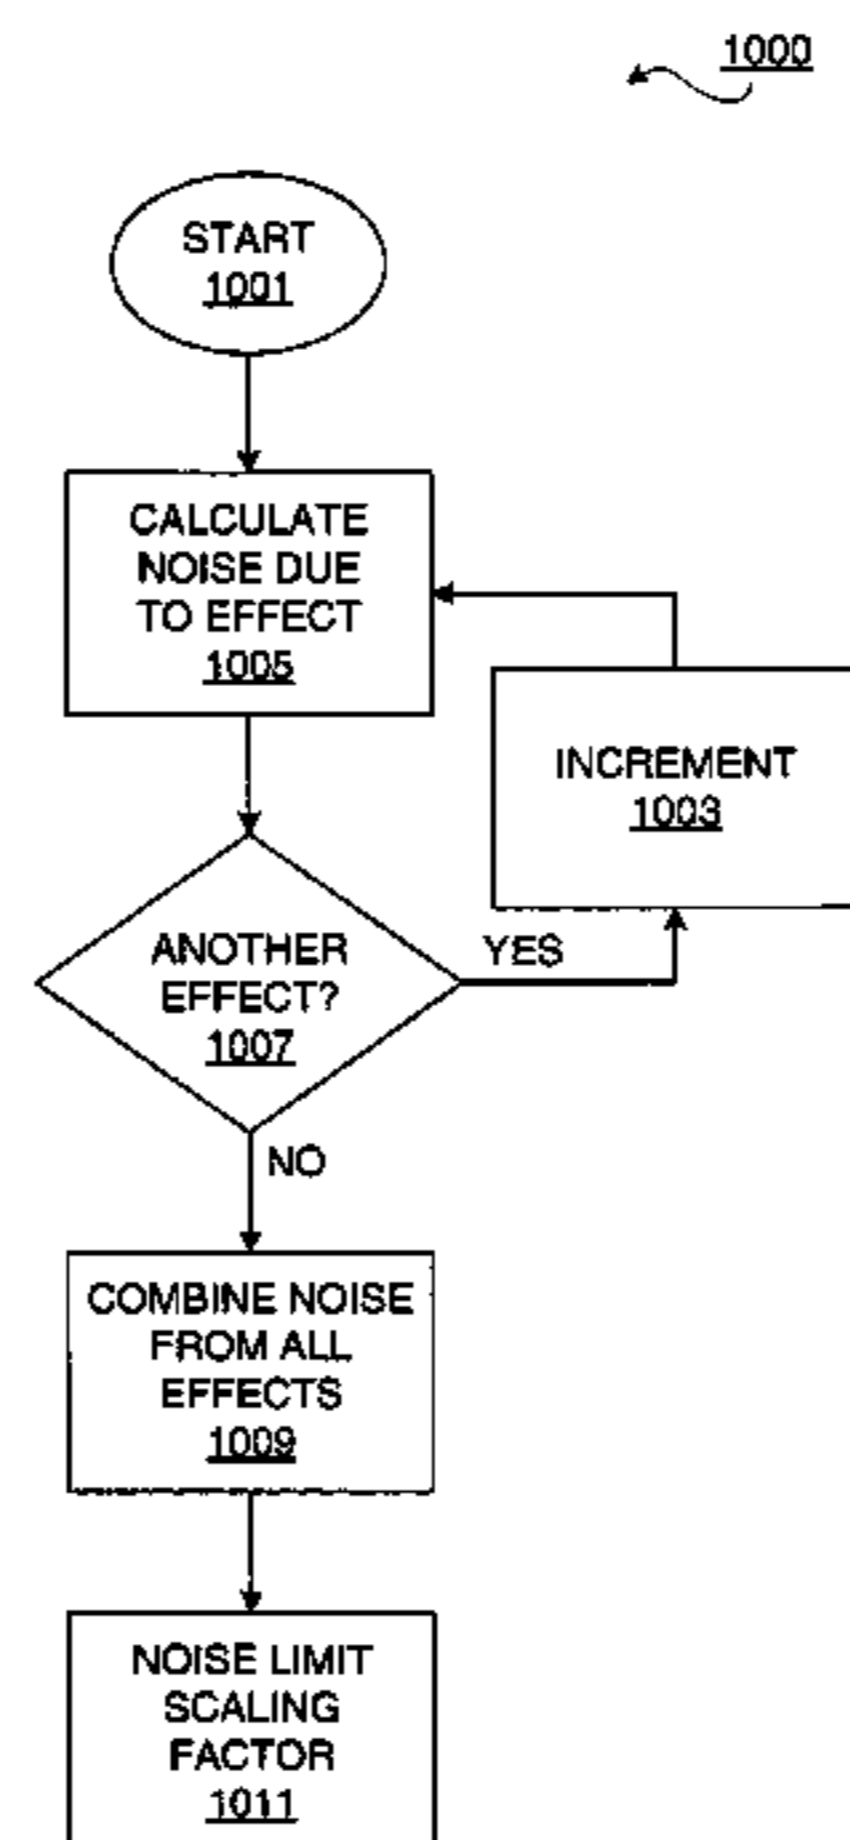 1000
START
1001
CALCULATE
NOISE DUE
TO EFFECT
1005
INCREMENT
1003
ANOTHER
EFFECT?
1007
YES
NO
COMBINE NOISE
FROM ALL
EFFECTS
1009
NOISE LIMIT
SCALING
FACTOR
1011